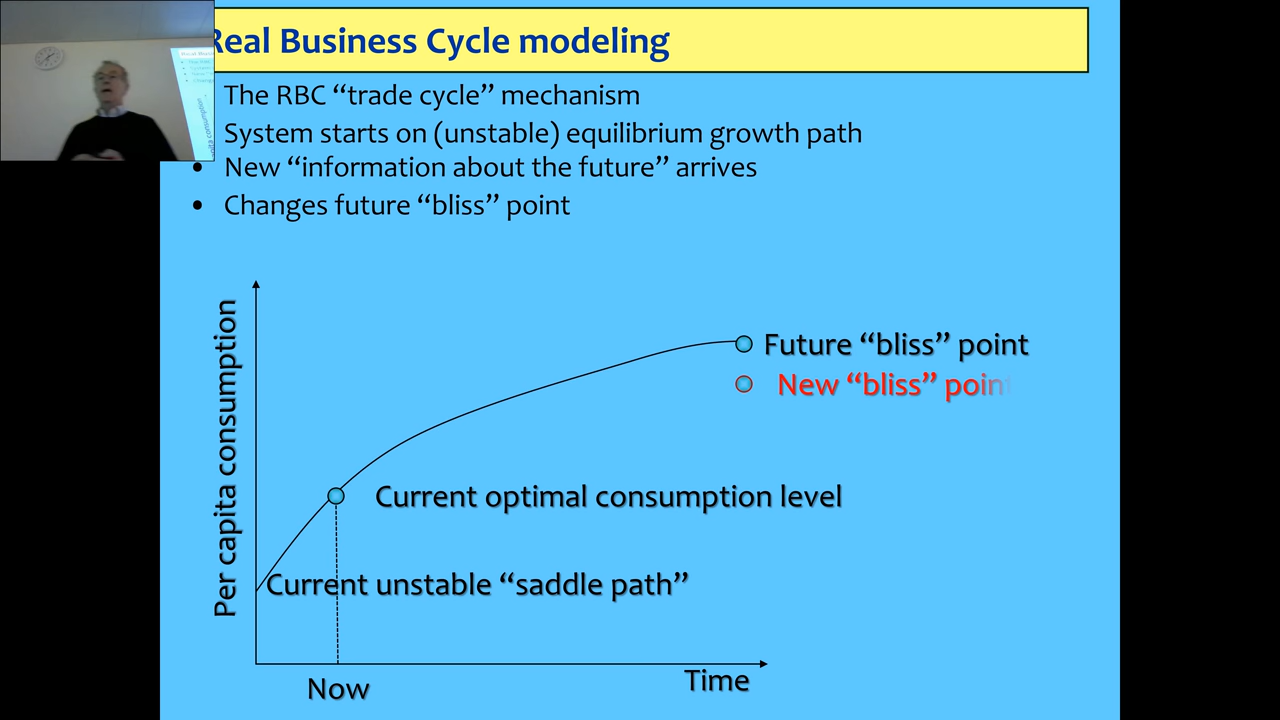 Real Business Cycle modeling
The RBC “trade cycle” mechanism
System starts on (unstable) equilibrium growth path
• New “information about the future” arrives
• Changes future “bliss” point
Per capita consumption
Future “bliss” point
New “bliss” point
Current optimal consumption level
Current unstable “saddle path”
Now
Time